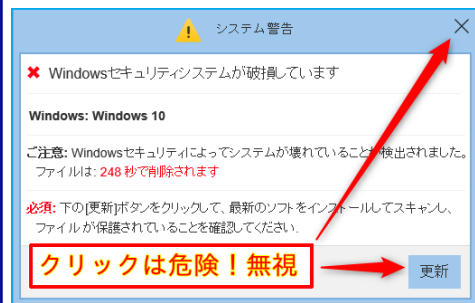 システム警告
Windowsセキュリティシステムが破損しています
Windows: Windows 10
ご注意: Windowsセキュリティによってシステムが壊れていることが検出されました。
ファイルは: 248 秒で削除されます
必須: 下の[更新]ボタンをクリックして、最新のソフトをインストールしてスキャンし、
ファイルが保護されていることを確認してください.
クリックは危険！無視
更新